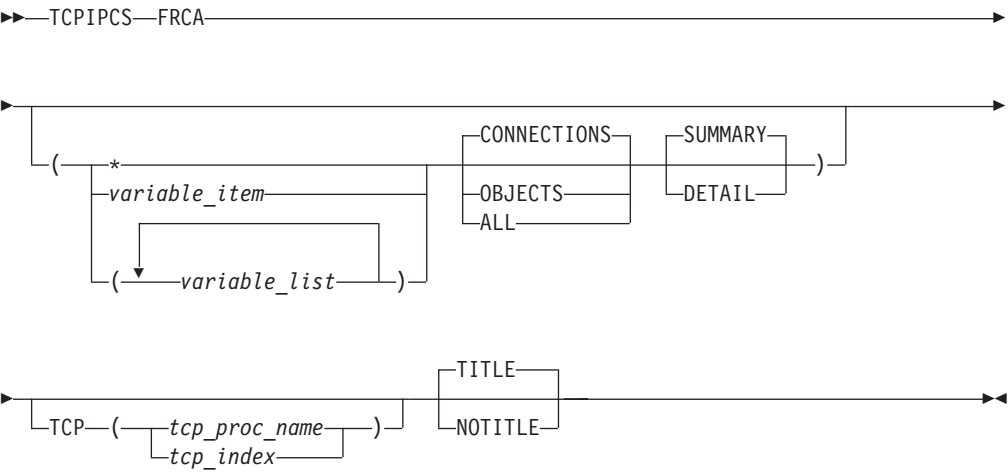 TCPIPCS FRCA
CONNECTIONS SUMMARY
( * )
variable_item OBJECTS DETAIL
ALL
( variable_list )
TITLE
TCP ( tcp_proc_name ) NOTITLE
tcp_index